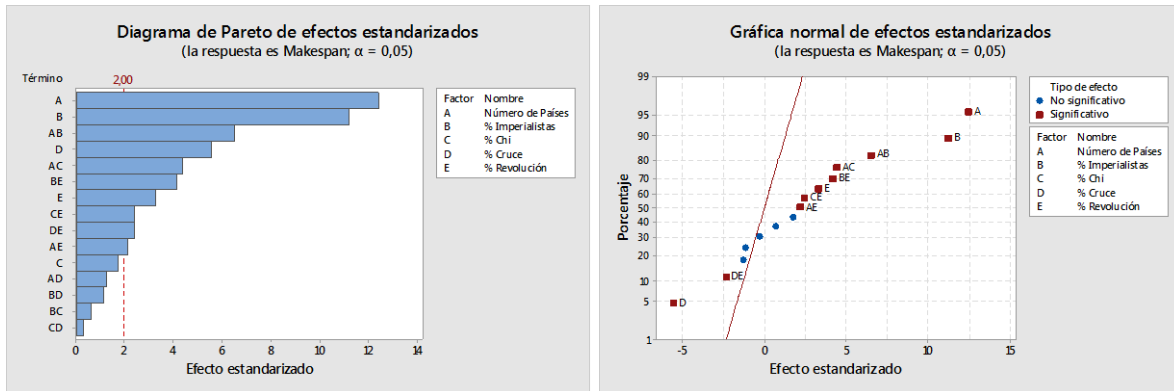 Diagrama de Pareto de efectos estandarizados
(la respuesta es Makespan; α = 0,05)
Término
2,00
A
B
AB
D
AC
BE
E
CE
DE
AE
C
AD
BD
BC
CD
0 2 4 6 8 10 12 14
Efecto estandarizado
Factor Nombre
A Número de Países
B % Imperialistas
C % Chi
D % Cruce
E % Revolución
Gráfica normal de efectos estandarizados
(la respuesta es Makespan; α = 0,05)
Porcentaje
99
95
90
80
70
60
50
40
30
20
10
5
1
A
B
AB
AC
BE
E
CE
AE
DE
D
-5 0 5 10 15
Efecto estandarizado
Tipo de efecto
No significativo
Significativo
Factor Nombre
A Número de Países
B % Imperialistas
C % Chi
D % Cruce
E % Revolución